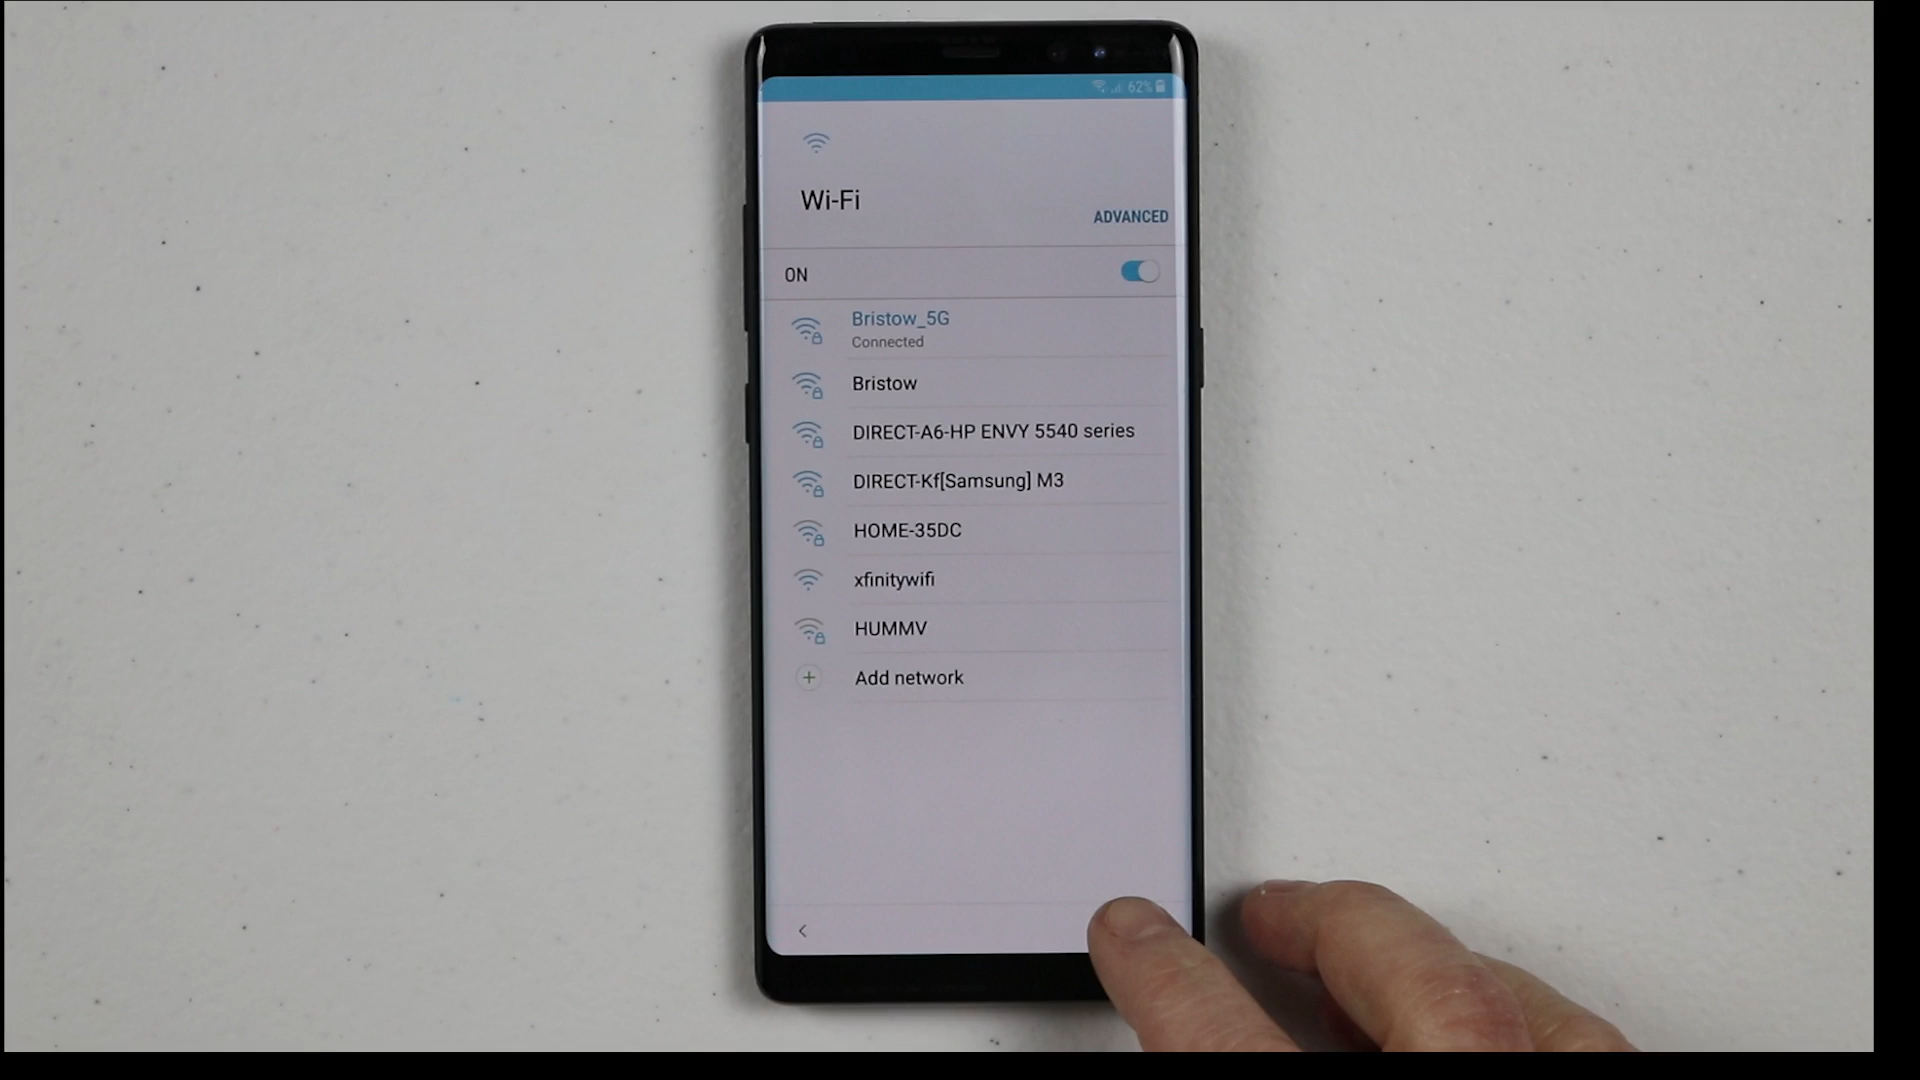 62%
Wi-Fi
ADVANCED
ON
Bristow_5G
Connected
Bristow
DIRECT-A6-HP ENVY 5540 series
DIRECT-Kf[Samsung] M3
HOME-35DC
xfinitywifi
HUMMV
Add network